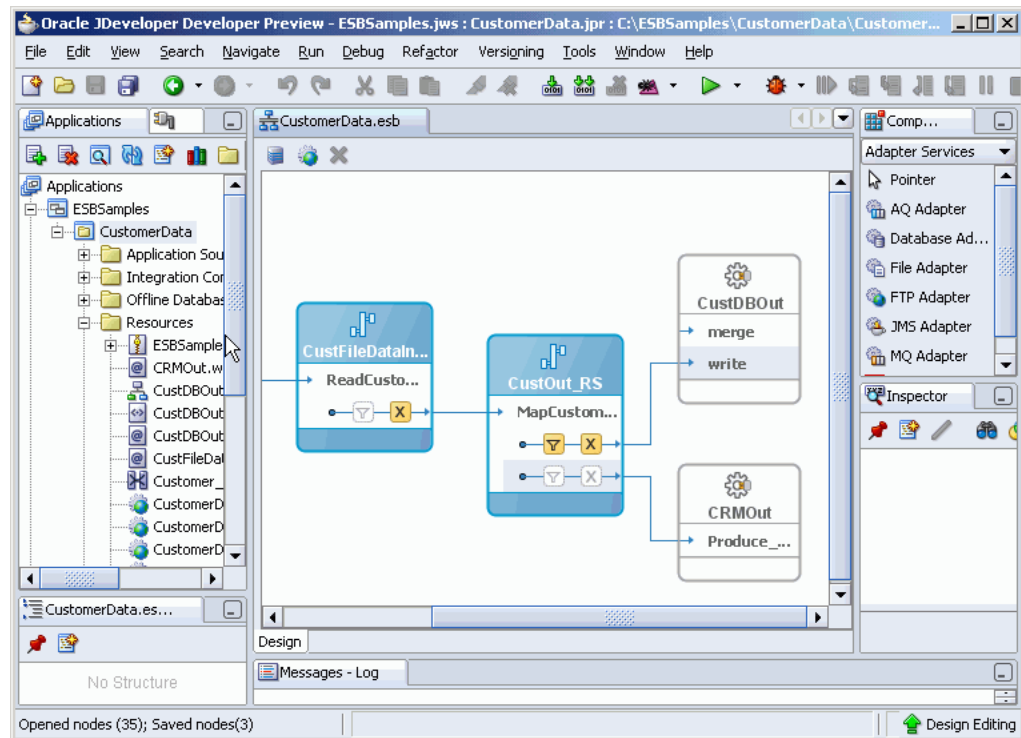 Oracle JDeveloper Developer Preview - ESBSamples.jws : CustomerData.jpr : C:\ESBSamples\CustomerData\Customer...
File Edit View Search Navigate Run Debug Refactor Versioning Tools Window Help
Applications
CustomerData.esb
Comp...
Adapter Services
Applications
ESBSamples
CustomerData
Application Sou
Integration Cor
Offline Databas
Resources
ESBSample
CRMOut.w
CustDBOut
CustDBOut
CustDBOut
CustFileDat
Customer_
CustomerD
CustomerD
CustomerD
CustomerData.es...
No Structure
CustFileDataIn...
ReadCusto...
X
CustOut_RS
MapCustom...
X
X
CustDBOut
merge
write
CRMOut
Produce_...
Design
Messages - Log
Pointer
AQ Adapter
Database Ad...
File Adapter
FTP Adapter
JMS Adapter
MQ Adapter
Inspector
Opened nodes (35); Saved nodes(3)
Design Editing